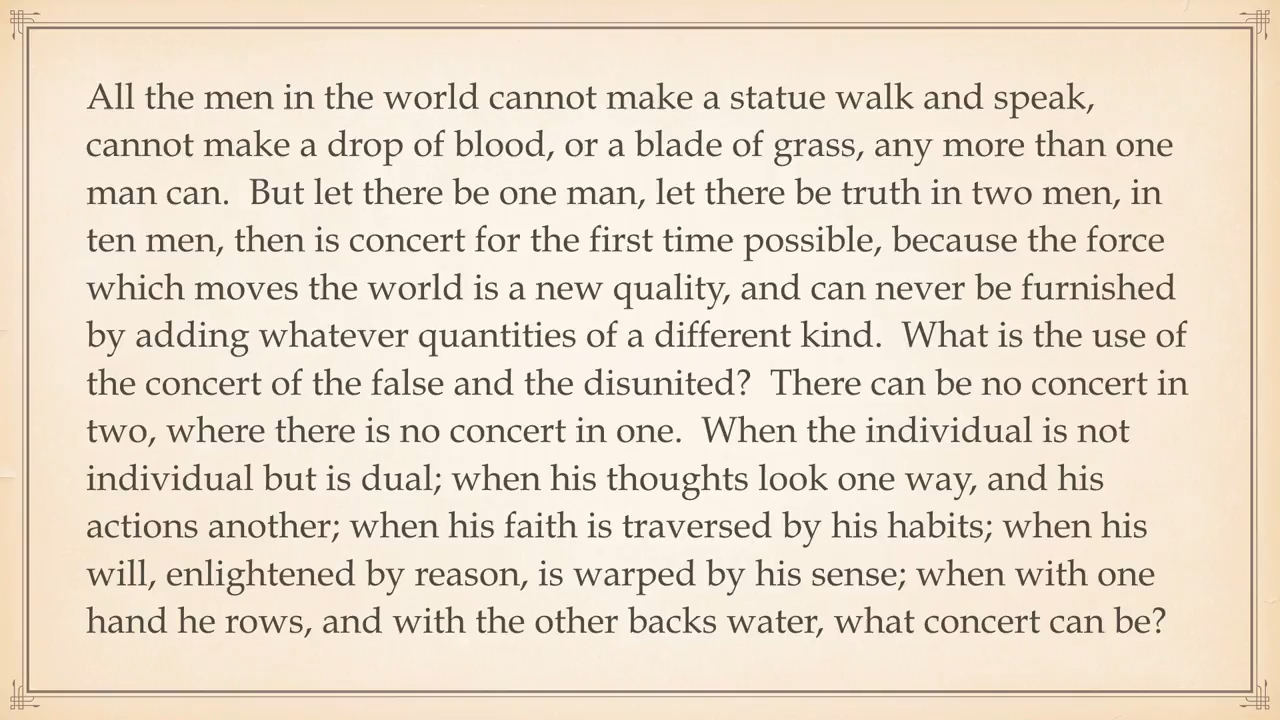 All the men in the world cannot make a statue walk and speak,
cannot make a drop of blood, or a blade of grass, any more than one
man can.  But let there be one man, let there be truth in two men, in
ten men, then is concert for the first time possible, because the force
which moves the world is a new quality, and can never be furnished
by adding whatever quantities of a different kind.  What is the use of
the concert of the false and the disunited?  There can be no concert in
two, where there is no concert in one.  When the individual is not
individual but is dual; when his thoughts look one way, and his
actions another; when his faith is traversed by his habits; when his
will, enlightened by reason, is warped by his sense; when with one
hand he rows, and with the other backs water, what concert can be?